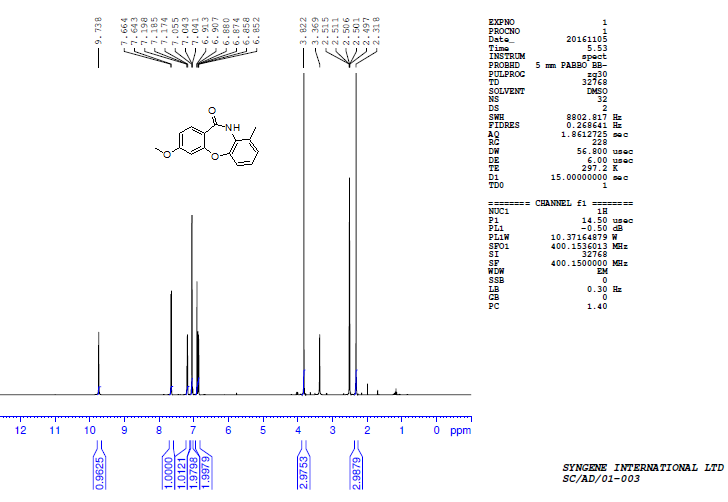 9.738
7.664
7.643
7.198
7.185
7.174
7.055
7.043
7.041
6.913
6.907
6.880
6.874
6.858
6.852
3.822
3.369
2.515
2.511
2.506
2.501
2.497
2.318
O
NH
O
O
EXPNO 1
PROCNO 1
Date_ 20161105
Time 5.53
INSTRUM spect
PROBHD 5 mm PABBO BB-
PULPROG zg30
TD 32768
SOLVENT DMSO
NS 32
DS 2
SWH 8802.817 Hz
FIDRES 0.268641 Hz
AQ 1.8612725 sec
RG 228
DW 56.800 usec
DE 6.00 usec
TE 297.2 K
D1 15.00000000 sec
TD0 1
======== CHANNEL f1 ========
NUC1 1H
P1 14.50 usec
PL1 -0.50 dB
PL1W 10.37164879 W
SFO1 400.1536013 MHz
SI 32768
SF 400.1500000 MHz
WDW EM
SSB 0
LB 0.30 Hz
GB 0
PC 1.40
12 11 10 9 8 7 6 5 4 3 2 1 0 ppm
0.9625
1.0000
1.0121
1.9798
1.9979
2.9753
2.9879
SYNGENE INTERNATIONAL LTD
SC/AD/01-003